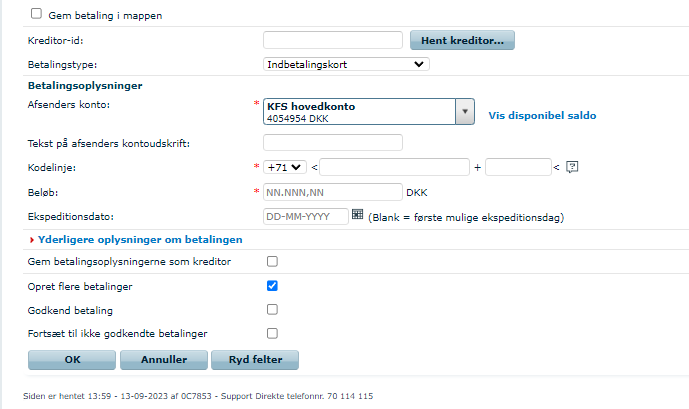 Gem betaling i mappen
Kreditor-id: Hent kreditor...
Betalingstype: Indbetalingskort
Betalingsoplysninger
Afsenders konto: * KFS hovedkonto
4054954 DKK
Vis disponibel saldo
Tekst på afsenders kontoudskrift:
Kodelinje: * +71 < + < ?
Beløb: * NN.NNN,NN DKK
Ekspeditionsdato: DD-MM-YYYY (Blank = første mulige ekspeditionsdag)
Yderligere oplysninger om betalingen
Gem betalingsoplysningerne som kreditor
Opret flere betalinger
Godkend betaling
Fortsæt til ikke godkendte betalinger
OK Annuller Ryd felter
Siden er hentet 13:59 - 13-09-2023 af 0C7853 - Support Direkte telefonnr. 70 114 115